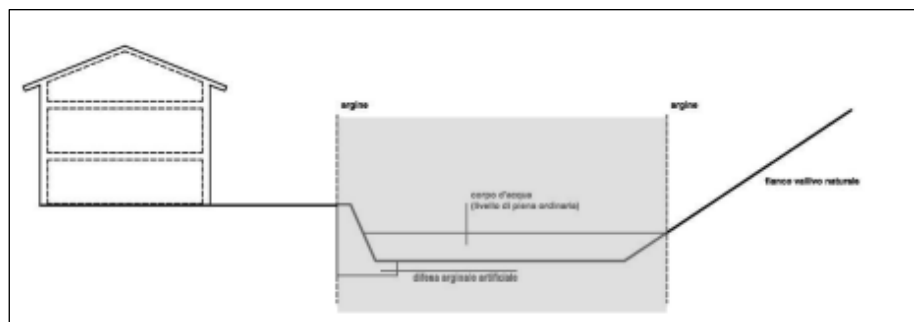 argine
argine
fianco vallivo naturale
corpo d'acqua
(livello di piena ordinaria)
difesa arginale artificiale